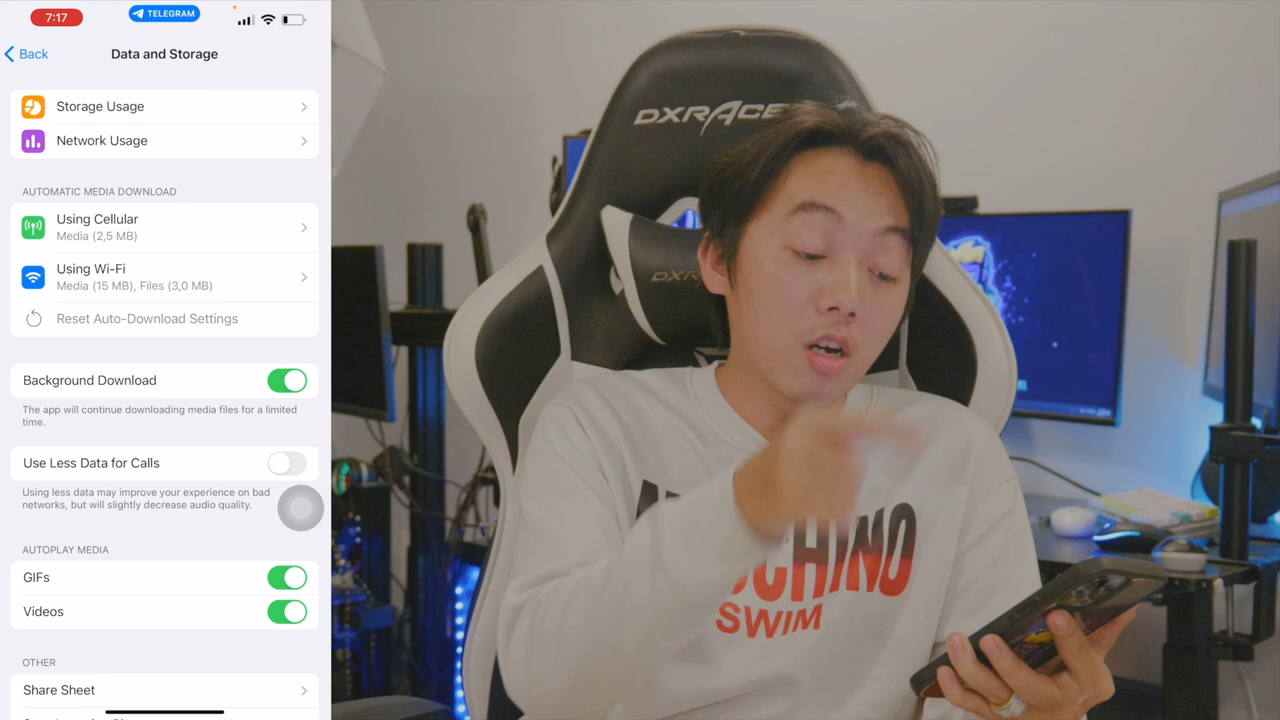 7:17
TELEGRAM
Back
Data and Storage
Storage Usage
Network Usage
AUTOMATIC MEDIA DOWNLOAD
Using Cellular
Media (2,5 MB)
Using Wi-Fi
Media (15 MB), Files (3,0 MB)
Reset Auto-Download Settings
Background Download
The app will continue downloading media files for a limited
time.
Use Less Data for Calls
Using less data may improve your experience on bad
networks, but will slightly decrease audio quality.
AUTOPLAY MEDIA
GIFs
Videos
OTHER
Share Sheet
DXRACE
DXRA
CHINO
SWIM